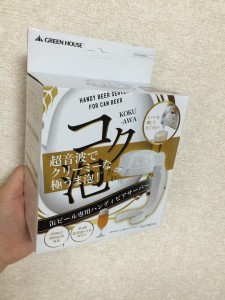 GREEN HOUSE
HANDY BEER SERVER
FOR CAN BEER
KOKU
-AWA
コク泡
超音波で
クリーミーな
極うま泡!
缶ビール専用ハンディビアサーバー